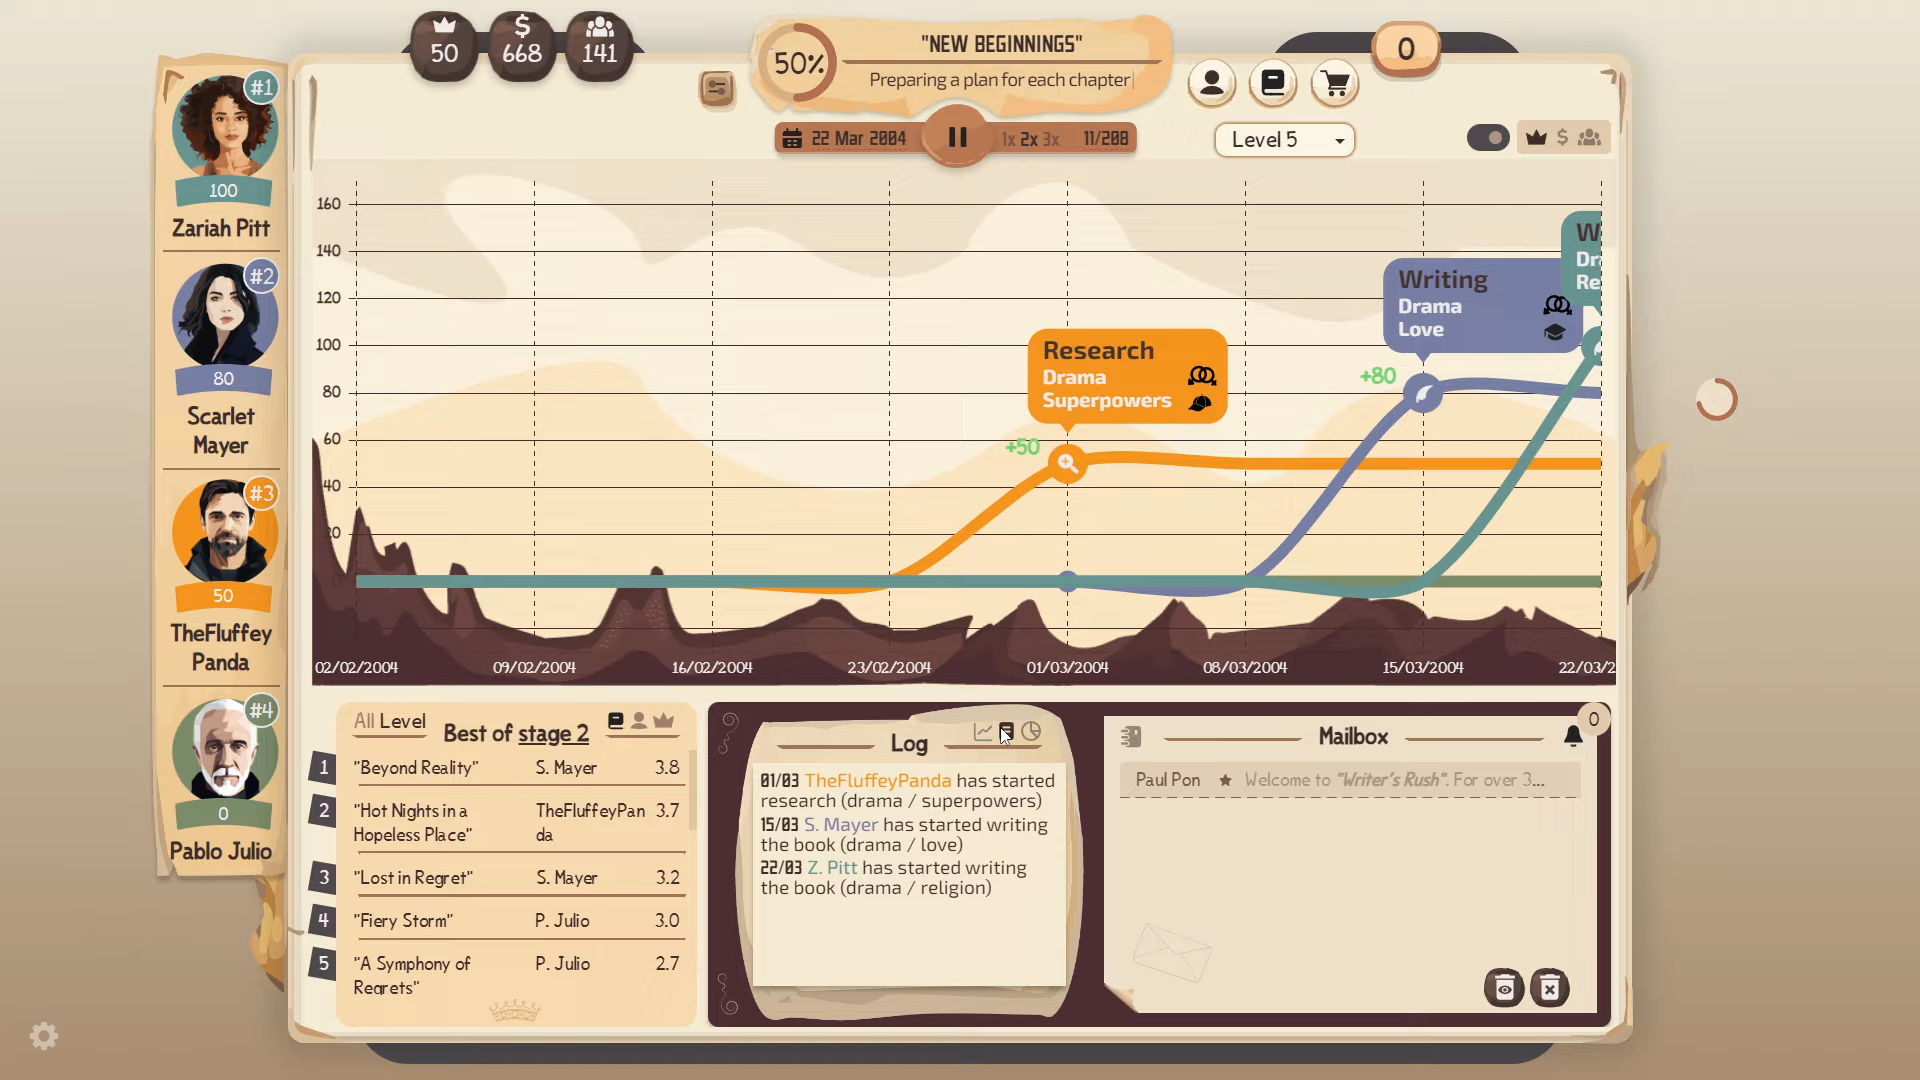 50
668
141
50%
"NEW BEGINNINGS"
Preparing a plan for each chapter
0
22 Mar 2004
1x 2x 3x
11/208
Level 5
$
#1
100
Zariah Pitt
#2
80
Scarlet
Mayer
#3
50
TheFluffey
Panda
#4
0
Pablo Julio
160
140
120
100
80
60
40
20
Research
Drama
Superpowers
+50
Writing
Drama
Love
+80
W
Dr
Re
02/02/2004
09/02/2004
16/02/2004
23/02/2004
01/03/2004
08/03/2004
15/03/2004
22/03/2
All Level
Best of stage 2
1 "Beyond Reality" S. Mayer 3.8
2 "Hot Nights in a TheFluffeyPan 3.7
Hopeless Place" da
3 "Lost in Regret" S. Mayer 3.2
4 "Fiery Storm" P. Julio 3.0
5 "A Symphony of P. Julio 2.7
Regrets"
Log
01/03 TheFluffeyPanda has started
research (drama / superpowers)
15/03 S. Mayer has started writing
the book (drama / love)
22/03 Z. Pitt has started writing
the book (drama / religion)
Mailbox
0
Paul Pon Welcome to "Writer's Rush". For over 3...